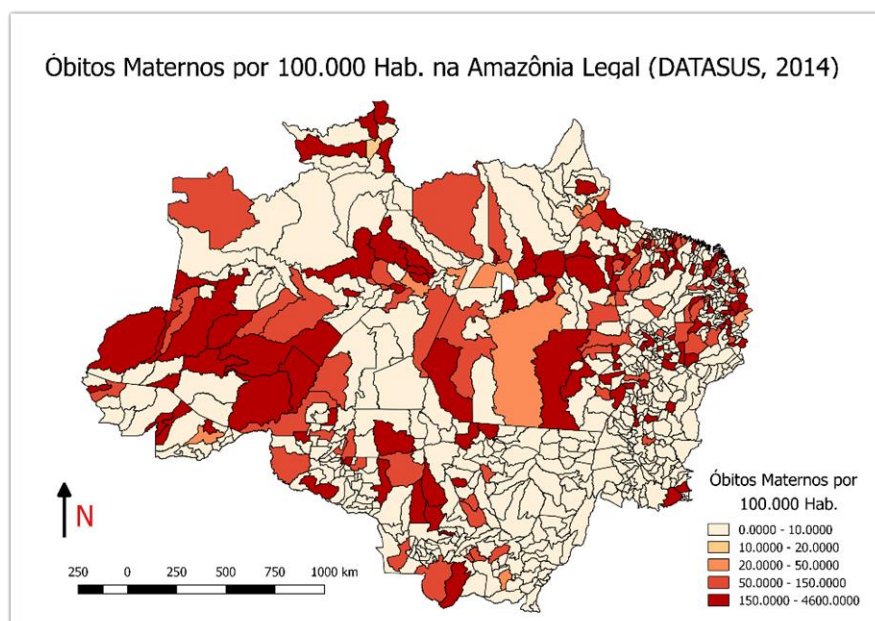 Óbitos Maternos por 100.000 Hab. na Amazônia Legal (DATASUS, 2014)
N
250 0 250 500 750 1000 km
Óbitos Maternos por
100.000 Hab.
0.0000 - 10.0000
10.0000 - 20.0000
20.0000 - 50.0000
50.0000 - 150.0000
150.0000 - 4600.0000